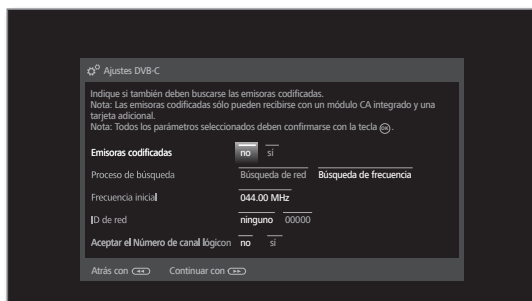 Ajustes DVB-C
Indique si también deben buscarse las emisoras codificadas.
Nota: Las emisoras codificadas sólo pueden recibirse con un módulo CA integrado y una
tarjeta adicional.
Nota: Todos los parámetros seleccionados deben confirmarse con la tecla OK.
Emisoras codificadas no sí
Proceso de búsqueda Búsqueda de red Búsqueda de frecuencia
Frecuencia inicial 044.00 MHz
ID de red ninguno 00000
Aceptar el Número de canal lógicon no sí
Atrás con Continuar con